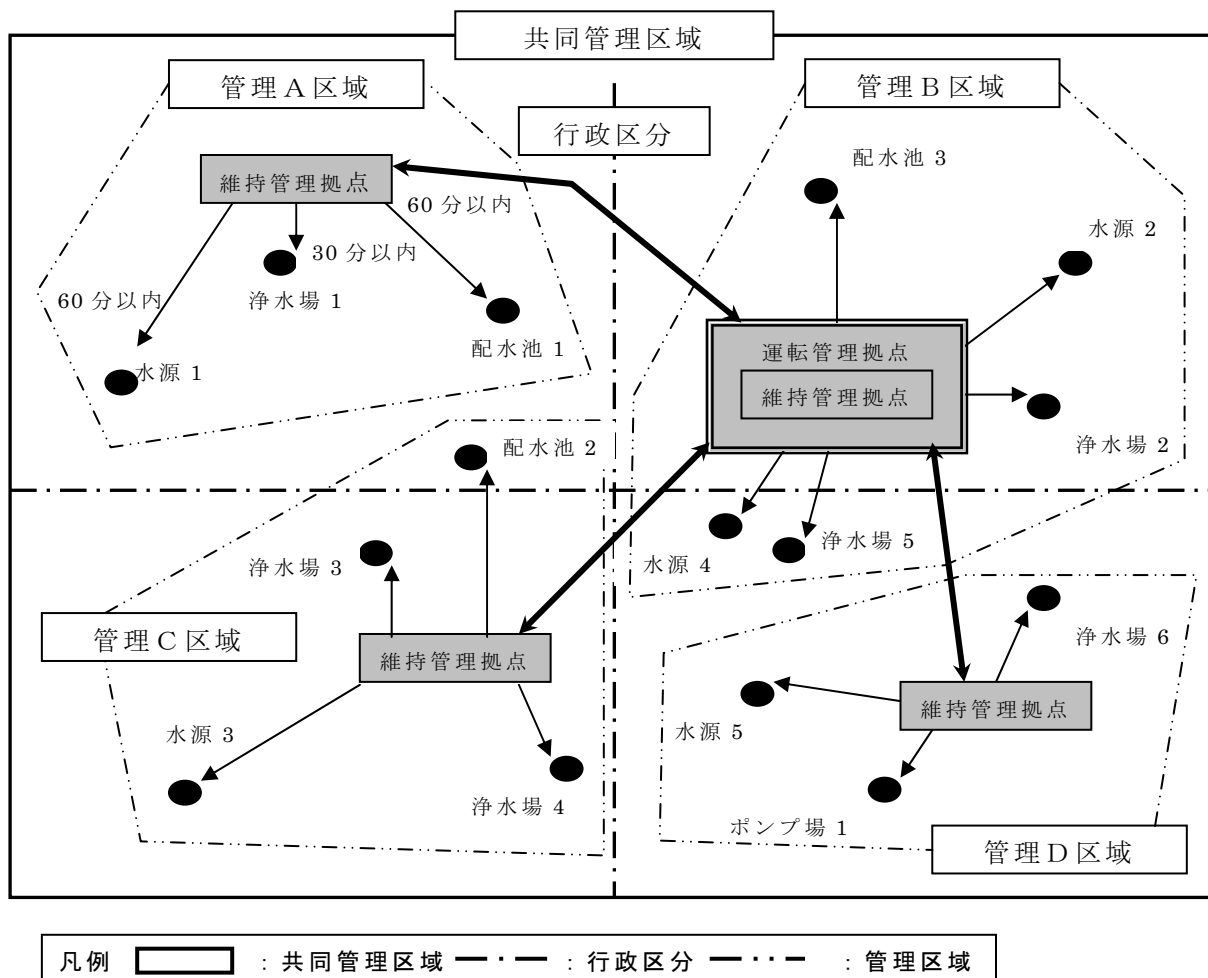 共同管理区域
管理A区域
管理B区域
行政区分
維持管理拠点
60分以内
30分以内
60分以内
浄水場1
配水池1
水源1
配水池3
水源2
運転管理拠点
維持管理拠点
浄水場2
配水池2
水源4
浄水場5
浄水場3
管理C区域
維持管理拠点
水源3
浄水場4
浄水場6
水源5
維持管理拠点
ポンプ場1
管理D区域
凡例 : 共同管理区域 : 行政区分 : 管理区域